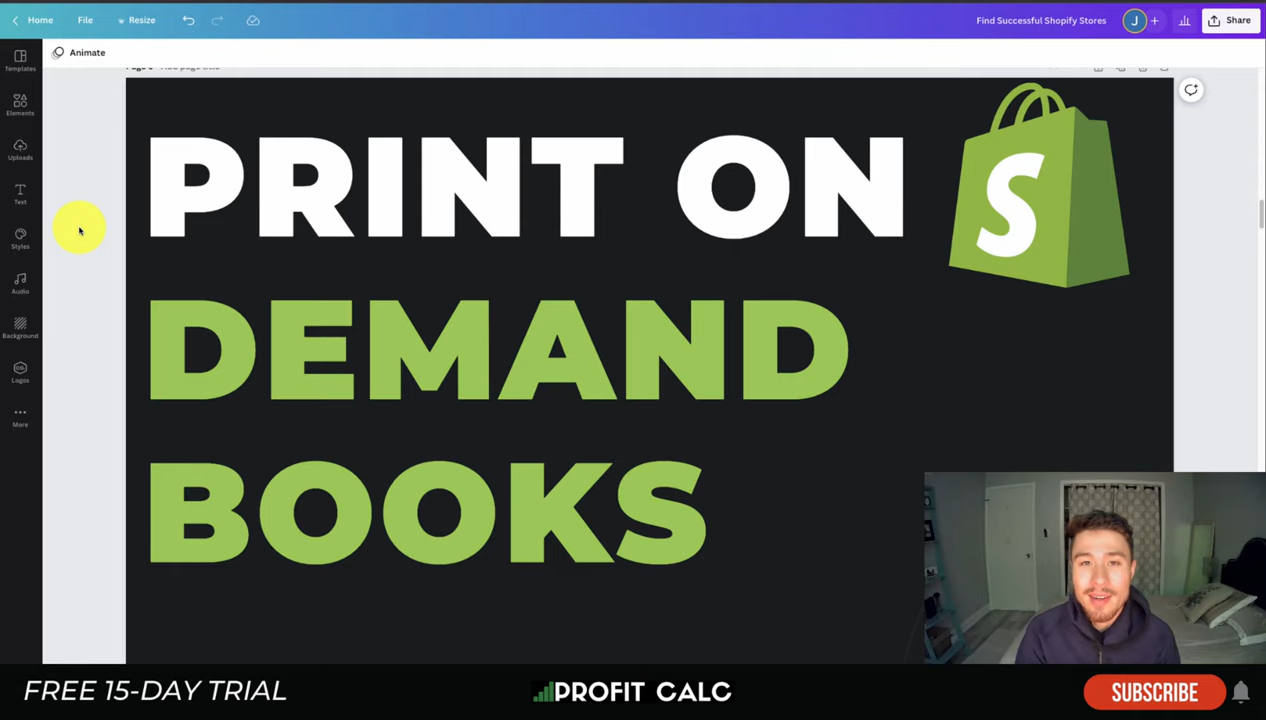 Home File Resize Find Successful Shopify Stores J + Share
Animate
Templates
Elements
Uploads
Text
Styles
Audio
Background
Logos
More
PRINT ON
DEMAND
BOOKS
S
FREE 15-DAY TRIAL PROFIT CALC SUBSCRIBE